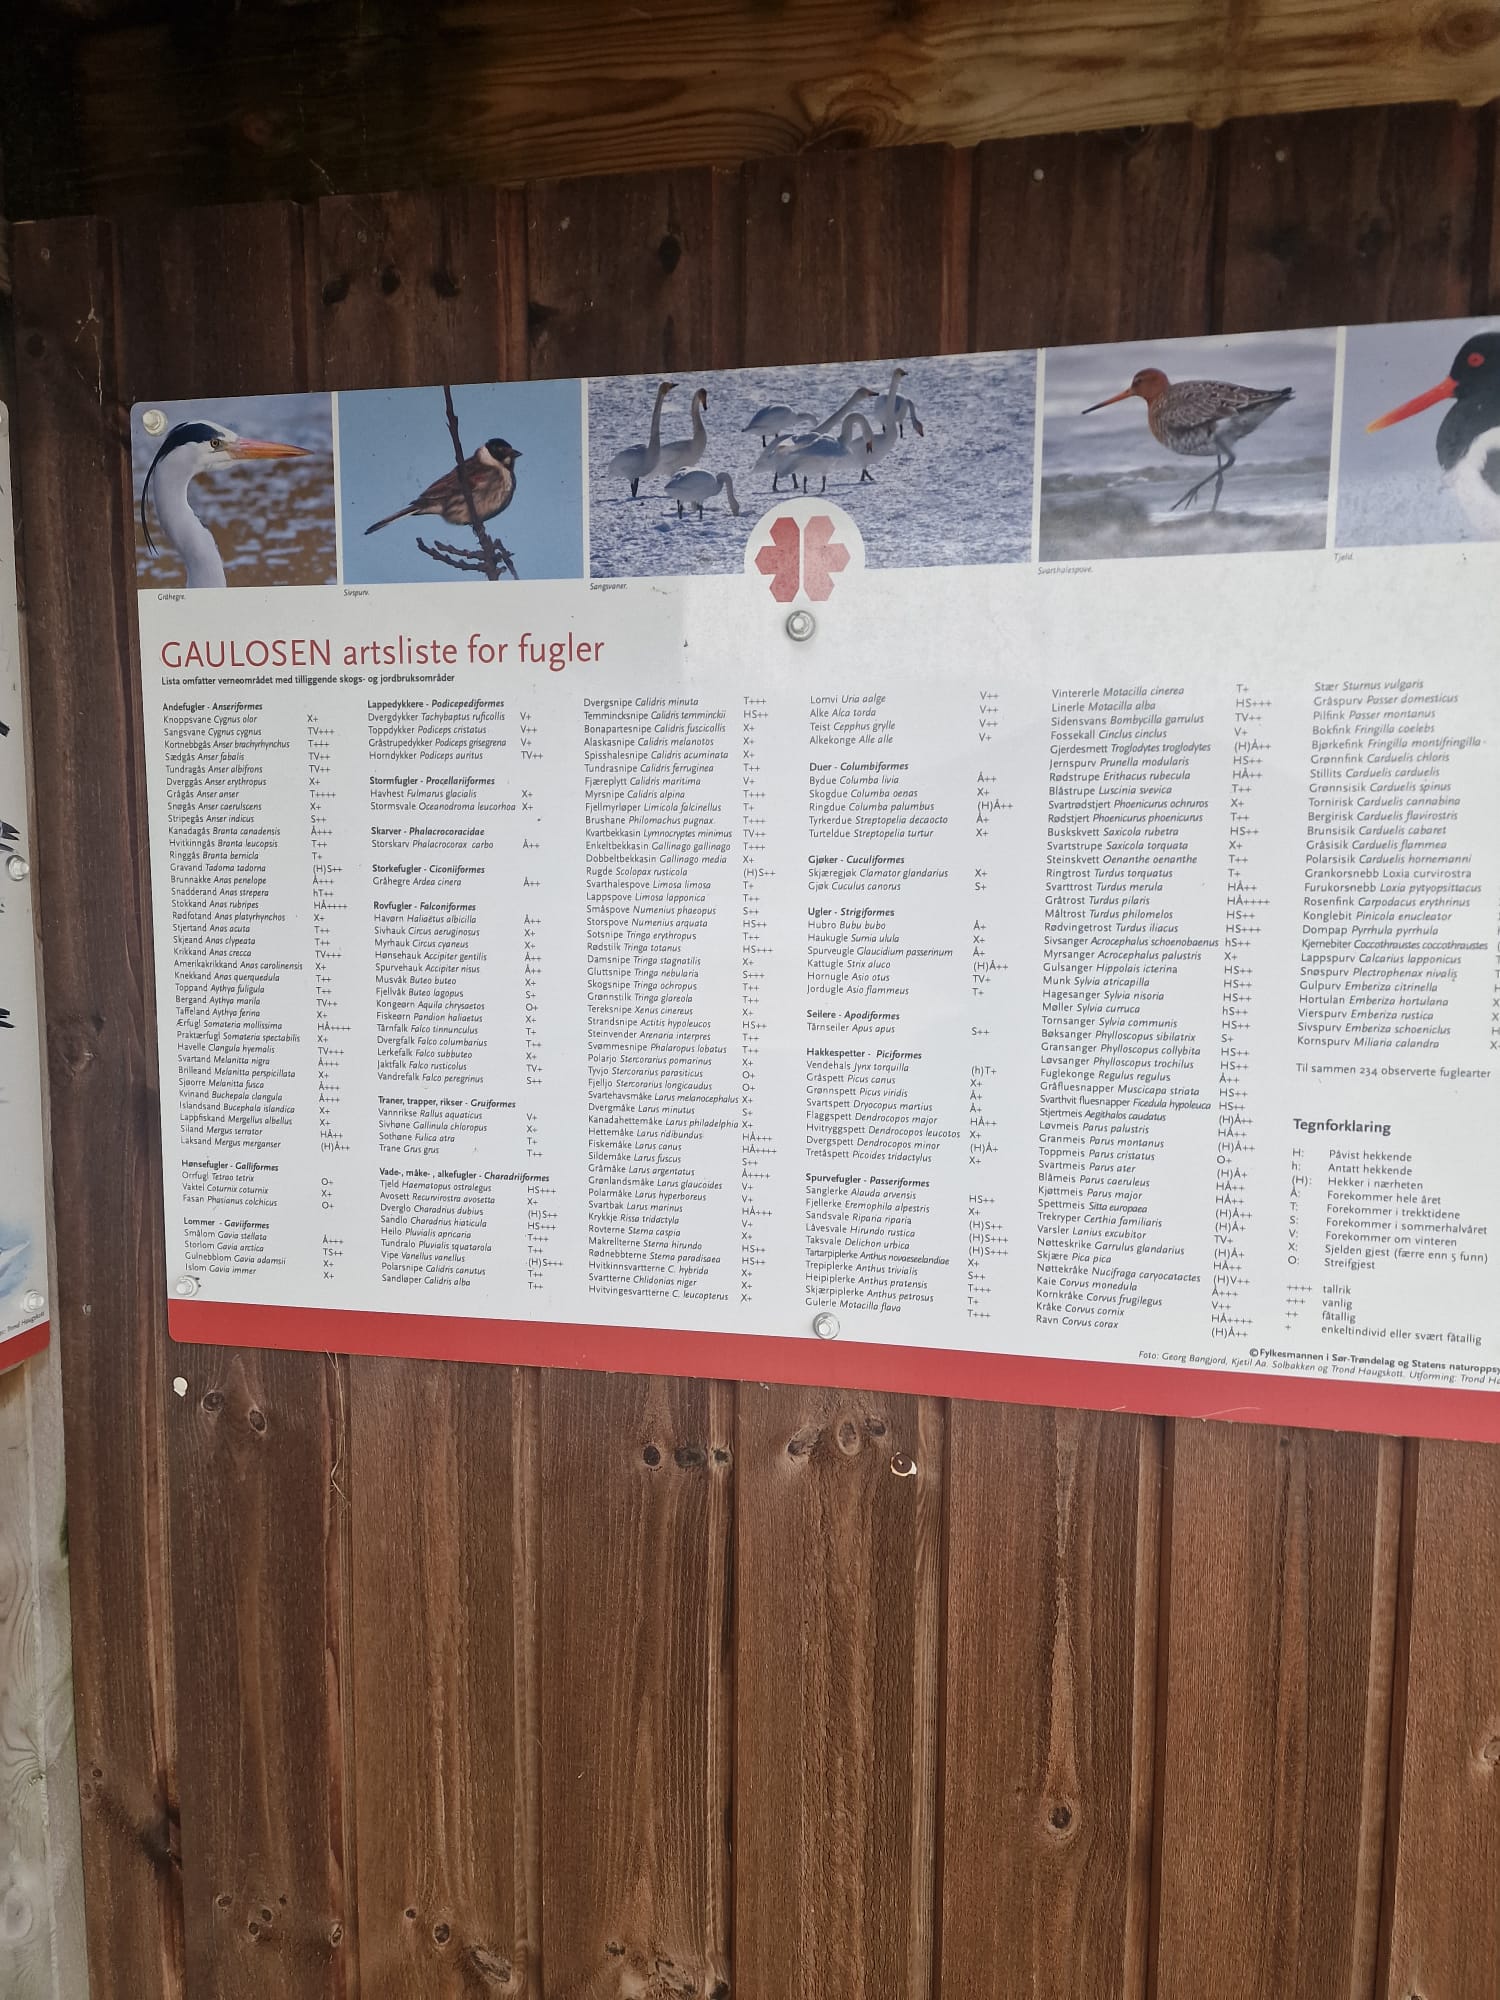 Gråhegre.
Sivspurv.
Sangsvaner.
Svarthalespove.
Tjeld.
GAULOSEN artsliste for fugler
Lista omfatter verneområdet med tilliggende skogs- og jordbruksområder
Andefugler - Anseriformes
Knoppsvane Cygnus olor X+
Sangsvane Cygnus cygnus TV+++
Kortnebbgås Anser brachyrhynchus T+++
Sædgås Anser fabalis TV++
Tundragås Anser albifrons TV++
Dverggås Anser erythropus X+
Grågås Anser anser T++++
Snøgås Anser caerulscens X+
Stripegås Anser indicus S++
Kanadagås Branta canadensis Å+++
Hvitkinngås Branta leucopsis T++
Ringgås Branta bernicla T+
Gravand Tadorna tadorna (H)S++
Brunnakke Anas penelope Å+++
Snadderand Anas strepera hT++
Stokkand Anas rubripes HÅ++++
Rødfotand Anas platyrhynchos X+
Stjertand Anas acuta T++
Skjeand Anas clypeata T++
Krikkand Anas crecca TV+++
Amerikakrikkand Anas carolinensis X+
Knekkand Anas querquedula T++
Toppand Aythya fuligula T++
Bergand Aythya marila TV++
Taffeland Aythya ferina X+
Ærfugl Somateria mollissima HÅ++++
Praktærfugl Somateria spectabilis X+
Havelle Clangula hyemalis TV+++
Svartand Melanitta nigra Å+++
Brilleand Melanitta perspicillata X+
Sjøorre Melanitta fusca Å+++
Kvinand Buchepala clangula Å+++
Islandsand Bucephala islandica X+
Lappfiskand Mergellus albellus X+
Siland Mergus serrator HÅ++
Laksand Mergus merganser (H)Å++
Hønsefugler - Galliformes
Orrfugl Tetrao tetrix O+
Vaktel Coturnix coturnix X+
Fasan Phasianus colchicus O+
Lommer - Gaviiformes
Smålom Gavia stellata Å+++
Storlom Gavia arctica TS++
Gulnebblom Gavia adamsii X+
Islom Gavia immer X+
Lappedykkere - Podicepediformes
Dvergdykker Tachybaptus ruficollis V+
Toppdykker Podiceps cristatus V++
Gråstrupedykker Podiceps grisegena V+
Horndykker Podiceps auritus TV++
Stormfugler - Procellariiformes
Havhest Fulmarus glacialis X+
Stormsvale Oceanodroma leucorhoa X+
Skarver - Phalacrocoracidae
Storskarv Phalacrocorax carbo Å++
Storkefugler - Ciconiiformes
Gråhegre Ardea cinera Å++
Rovfugler - Falconiformes
Havørn Haliaetus albicilla Å++
Sivhauk Circus aeruginosus X+
Myrhauk Circus cyaneus X+
Hønsehauk Accipiter gentilis Å++
Spurvehauk Accipiter nisus Å++
Musvåk Buteo buteo X+
Fjellvåk Buteo lagopus S+
Kongeørn Aquila chrysaetos O+
Fiskeørn Pandion haliaetus X+
Tårnfalk Falco tinnunculus T+
Dvergfalk Falco columbarius T++
Lerkefalk Falco subbuteo X+
Jaktfalk Falco rusticolus TV+
Vandrefalk Falco peregrinus S++
Traner, trapper, rikser - Gruiformes
Vannrikse Rallus aquaticus V+
Sivhøne Gallinula chloropus X+
Sothøne Fulica atra T+
Trane Grus grus T++
Vade-, måke- , alkefugler - Charadriiformes
Tjeld Haematopus ostralegus HS+++
Avosett Recurvirostra avosetta X+
Dverglo Charadrius dubius (H)S++
Sandlo Charadrius hiaticula HS+++
Heilo Pluvialis apricaria T+++
Tundralo Pluvialis squatarola T++
Vipe Vanellus vanellus (H)S+++
Polarsnipe Calidris canutus T++
Sandløper Calidris alba T++
Dvergsnipe Calidris minuta T+++
Temmincksnipe Calidris temminckii HS++
Bonapartesnipe Calidris fuscicollis X+
Alaskasnipe Calidris melanotos X+
Spisshalesnipe Calidris acuminata X+
Tundrasnipe Calidris ferruginea T++
Fjæreplytt Calidris maritima V+
Myrsnipe Calidris alpina T+++
Fjellmyrløper Limicola falcinellus T+
Brushane Philomachus pugnax T+++
Kvartbekkasin Lymnocryptes minimus TV++
Enkeltbekkasin Gallinago gallinago T+++
Dobbeltbekkasin Gallinago media X+
Rugde Scolopax rusticola (H)S++
Svarthalespove Limosa limosa T+
Lappspove Limosa lapponica T++
Småspove Numenius phaeopus S++
Storspove Numenius arquata HS++
Sotsnipe Tringa erythropus T++
Rødstilk Tringa totanus HS+++
Damsnipe Tringa stagnatilis X+
Gluttsnipe Tringa nebularia S+++
Skogsnipe Tringa ochropus T++
Grønnstilk Tringa glareola T++
Tereksnipe Xenus cinereus X+
Strandsnipe Actitis hypoleucos HS++
Steinvender Arenaria interpres T++
Svømmesnipe Phalaropus lobatus T++
Polarjo Stercorarius pomarinus X+
Tyvjo Stercorarius parasiticus O+
Fjelljo Stercorarius longicaudus O+
Svartehavsmåke Larus melanocephalus X+
Dvergmåke Larus minutus S+
Kanadahettemåke Larus philadelphia X+
Hettemåke Larus ridibundus HÅ+++
Fiskemåke Larus canus HÅ++++
Sildemåke Larus fuscus S++
Gråmåke Larus argentatus Å++++
Grønlandsmåke Larus glaucoides V+
Polarmåke Larus hyperboreus V+
Svartbak Larus marinus HÅ+++
Krykkje Rissa tridactyla V+
Rovterne Sterna caspia X+
Makrellterne Sterna hirundo HS++
Rødnebbterne Sterna paradisaea HS++
Hvitkinnsvartterne C. hybrida X+
Svartterne Chlidonias niger X+
Hvitvingesvartterne C. leucopterus X+
Lomvi Uria aalge V++
Alke Alca torda V++
Teist Cepphus grylle V++
Alkekonge Alle alle V+
Duer - Columbiformes
Bydue Columba livia Å++
Skogdue Columba oenas X+
Ringdue Columba palumbus (H)Å++
Tyrkerdue Streptopelia decaocto Å+
Turteldue Streptopelia turtur X+
Gjøker - Cuculiformes
Skjæregjøk Clamator glandarius X+
Gjøk Cuculus canorus S+
Ugler - Strigiformes
Hubro Bubo bubo Å+
Haukugle Surnia ulula X+
Spurveugle Glaucidium passerinum Å+
Kattugle Strix aluco (H)Å++
Hornugle Asio otus TV+
Jordugle Asio flammeus T+
Seilere - Apodiformes
Tårnseiler Apus apus S++
Hakkespetter - Piciformes
Vendehals Jynx torquilla (h)T+
Gråspett Picus canus X+
Grønnspett Picus viridis Å+
Svartspett Dryocopus martius Å+
Flaggspett Dendrocopos major HÅ++
Hvitryggspett Dendrocopos leucotos X+
Dvergspett Dendrocopos minor (H)Å+
Tretåspett Picoides tridactylus X+
Spurvefugler - Passeriformes
Sanglerke Alauda arvensis HS++
Fjellerke Eremophila alpestris X+
Sandsvale Riparia riparia (H)S++
Låvesvale Hirundo rustica (H)S+++
Taksvale Delichon urbica (H)S+++
Tartarpiplerke Anthus novaeseelandiae X+
Trepiplerke Anthus trivialis S++
Heipiplerke Anthus pratensis T+++
Skjærpiplerke Anthus petrosus T+
Gulerle Motacilla flava T+++
Vintererle Motacilla cinerea T+
Linerle Motacilla alba HS+++
Sidensvans Bombycilla garrulus TV++
Fossekall Cinclus cinclus V+
Gjerdesmett Troglodytes troglodytes (H)Å++
Jernspurv Prunella modularis HS++
Rødstrupe Erithacus rubecula HÅ++
Blåstrupe Luscinia svevica T++
Svartrødstjert Phoenicurus ochruros X+
Rødstjert Phoenicurus phoenicurus T++
Buskskvett Saxicola rubetra HS++
Svartstrupe Saxicola torquata X+
Steinskvett Oenanthe oenanthe T++
Ringtrost Turdus torquatus T+
Svarttrost Turdus merula HÅ++
Gråtrost Turdus pilaris HÅ++++
Måltrost Turdus philomelos HS++
Rødvingetrost Turdus iliacus HS+++
Sivsanger Acrocephalus schoenobaenus hS++
Myrsanger Acrocephalus palustris X+
Gulsanger Hippolais icterina HS++
Munk Sylvia atricapilla HS++
Hagesanger Sylvia nisoria HS++
Møller Sylvia curruca hS++
Tornsanger Sylvia communis HS++
Bøksanger Sylvia Phylloscopus sibilatrix S+
Gransanger Phylloscopus collybita HS++
Løvsanger Phylloscopus trochilus HS++
Fuglekonge Regulus regulus Å++
Gråfluesnapper Muscicapa striata HS++
Svarthvit fluesnapper Ficedula hypoleuca HS++
Stjertmeis Aegithalos caudatus (H)Å++
Løvmeis Parus palustris HÅ++
Granmeis Parus montanus (H)Å++
Toppmeis Parus cristatus O+
Svartmeis Parus ater (H)Å+
Blåmeis Parus caeruleus HÅ++
Kjøttmeis Parus major HÅ++
Spettmeis Sitta europaea (H)Å++
Trekryper Certhia familiaris (H)Å+
Varsler Lanius excubitor TV+
Nøtteskrike Garrulus glandarius (H)Å+
Skjære Pica pica HÅ++
Nøttekråke Nucifraga caryocatactes (H)V++
Kaie Corvus monedula Å+++
Kornkråke Corvus frugilegus V++
Kråke Corvus cornix HÅ++++
Ravn Corvus corax (H)Å++
Stær Sturnus vulgaris
Gråspurv Passer domesticus
Pilfink Passer montanus
Bokfink Fringilla coelebs
Bjørkefink Fringilla montifringilla
Grønnfink Carduelis chloris
Stillits Carduelis carduelis
Grønnsisik Carduelis spinus
Tornirisk Carduelis cannabina
Bergirisk Carduelis flavirostris
Brunsisik Carduelis cabaret
Gråsisik Carduelis flammea
Polarsisik Carduelis hornemanni
Grankorsnebb Loxia curvirostra
Furukorsnebb Loxia pytyopsittacus
Rosenfink Carpodacus erythrinus
Konglebit Pinicola enucleator
Dompap Pyrrhula pyrrhula
Kjernebiter Coccothraustes coccothraustes
Lappspurv Calcarius lapponicus
Snøspurv Plectrophenax nivalis
Gulpurv Emberiza citrinella
Hortulan Emberiza hortulana
Vierspurv Emberiza rustica
Sivspurv Emberiza schoeniclus
Kornspurv Miliaria calandra
Til sammen 234 observerte fuglearter
Tegnforklaring
H: Påvist hekkende
h: Antatt hekkende
(H): Hekker i nærheten
Å: Forekommer hele året
T: Forekommer i trekktidene
S: Forekommer i sommerhalvåret
V: Forekommer om vinteren
X: Sjelden gjest (færre enn 5 funn)
O: Streifgjest
++++ tallrik
+++ vanlig
++ fåtallig
+ enkeltindivid eller svært fåtallig
©Fylkesmannen i Sør-Trøndelag og Statens naturoppsy
Foto: Georg Bangjord, Kjetil Aa. Solbakken og Trond Haugskott. Utforming: Trond Ha
: Trond Haugskott